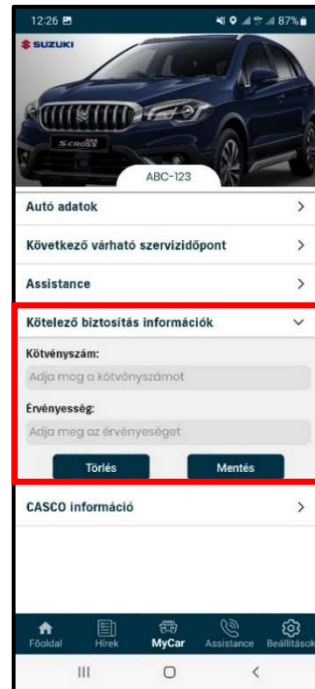 12:26 87%
SUZUKI
S-CROSS
ABC-123
Autó adatok
Következő várható szervizidőpont
Assistance
Kötelező biztosítás információk
Kötvényszám:
Adja meg a kötvényszámot
Érvényesség:
Adja meg az érvényeséget
Törlés Mentés
CASCO információ
Főoldal Hírek MyCar Assistance Beállítások